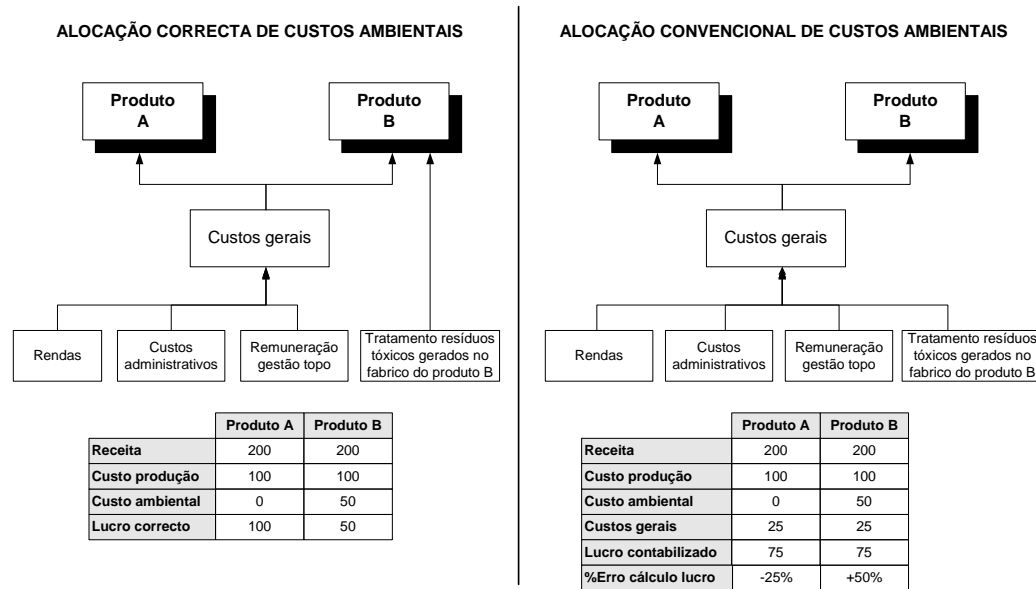 ALOCAÇÃO CORRECTA DE CUSTOS AMBIENTAIS
Produto
A
Produto
B
Custos gerais
Rendas
Custos
administrativos
Remuneração
gestão topo
Tratamento resíduos
tóxicos gerados no
fabrico do produto B
Produto A Produto B
Receita 200 200
Custo produção 100 100
Custo ambiental 0 50
Lucro correcto 100 50
ALOCAÇÃO CONVENCIONAL DE CUSTOS AMBIENTAIS
Produto
A
Produto
B
Custos gerais
Rendas
Custos
administrativos
Remuneração
gestão topo
Tratamento resíduos
tóxicos gerados no
fabrico do produto B
Produto A Produto B
Receita 200 200
Custo produção 100 100
Custo ambiental 0 50
Custos gerais 25 25
Lucro contabilizado 75 75
%Erro cálculo lucro -25% +50%